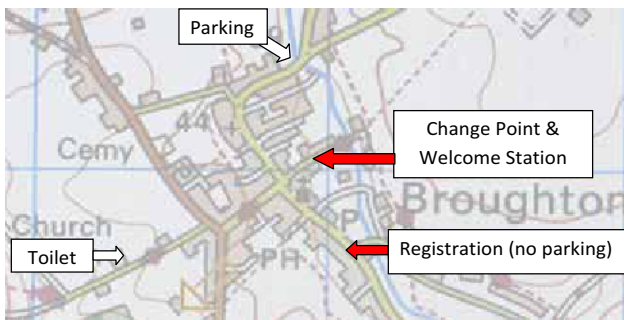 Parking
44
Change Point &
Welcome Station
Cemy
Broughton
Church
P
Registration (no parking)
Toilet
PH